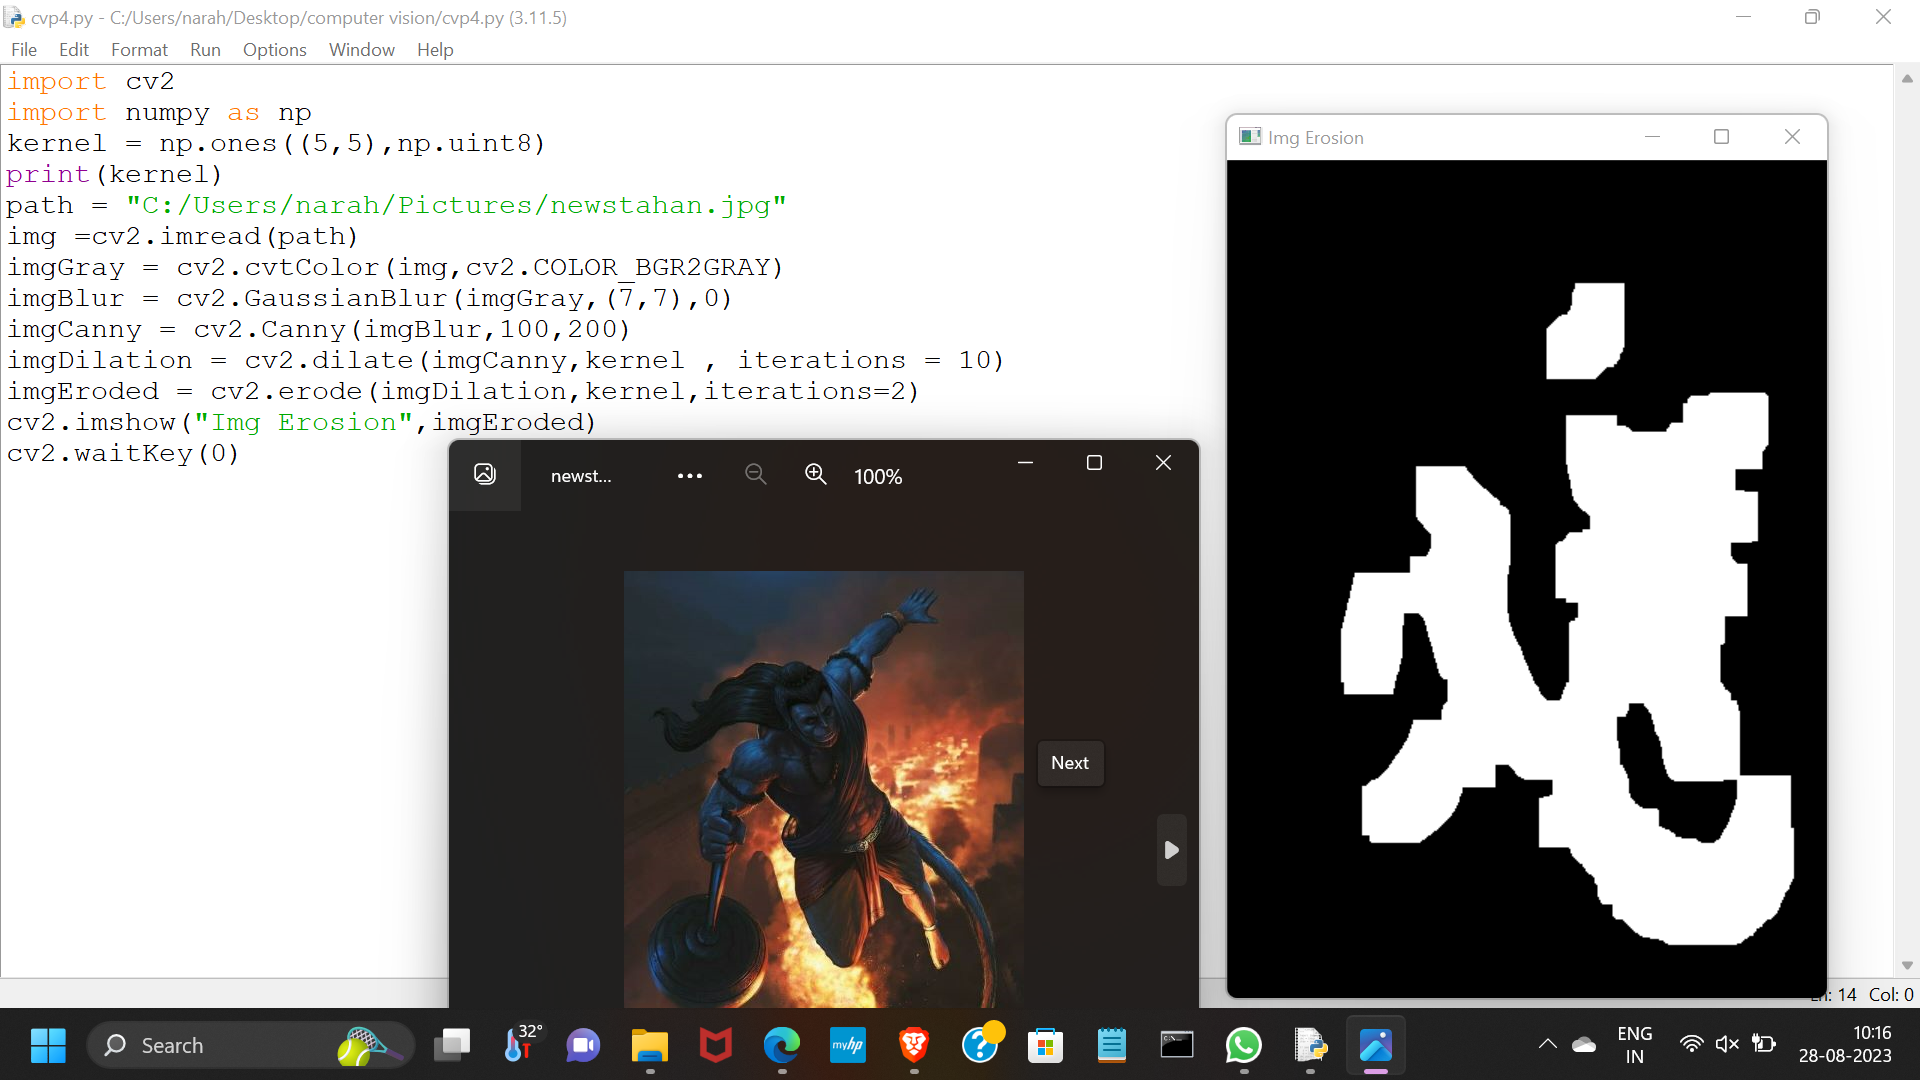 cvp4.py - C:/Users/narah/Desktop/computer vision/cvp4.py (3.11.5)
File Edit Format Run Options Window Help
import cv2
import numpy as np
kernel = np.ones((5,5),np.uint8)
print(kernel)
path = "C:/Users/narah/Pictures/newstahan.jpg"
img =cv2.imread(path)
imgGray = cv2.cvtColor(img,cv2.COLOR_BGR2GRAY)
imgBlur = cv2.GaussianBlur(imgGray,(7,7),0)
imgCanny = cv2.Canny(imgBlur,100,200)
imgDilation = cv2.dilate(imgCanny,kernel , iterations = 10)
imgEroded = cv2.erode(imgDilation,kernel,iterations=2)
cv2.imshow("Img Erosion",imgEroded)
cv2.waitKey(0)
Img Erosion
newst... ••• 100%
Next
Ln: 14 Col: 0
Search
32°
myhp
ENG
IN
10:16
28-08-2023